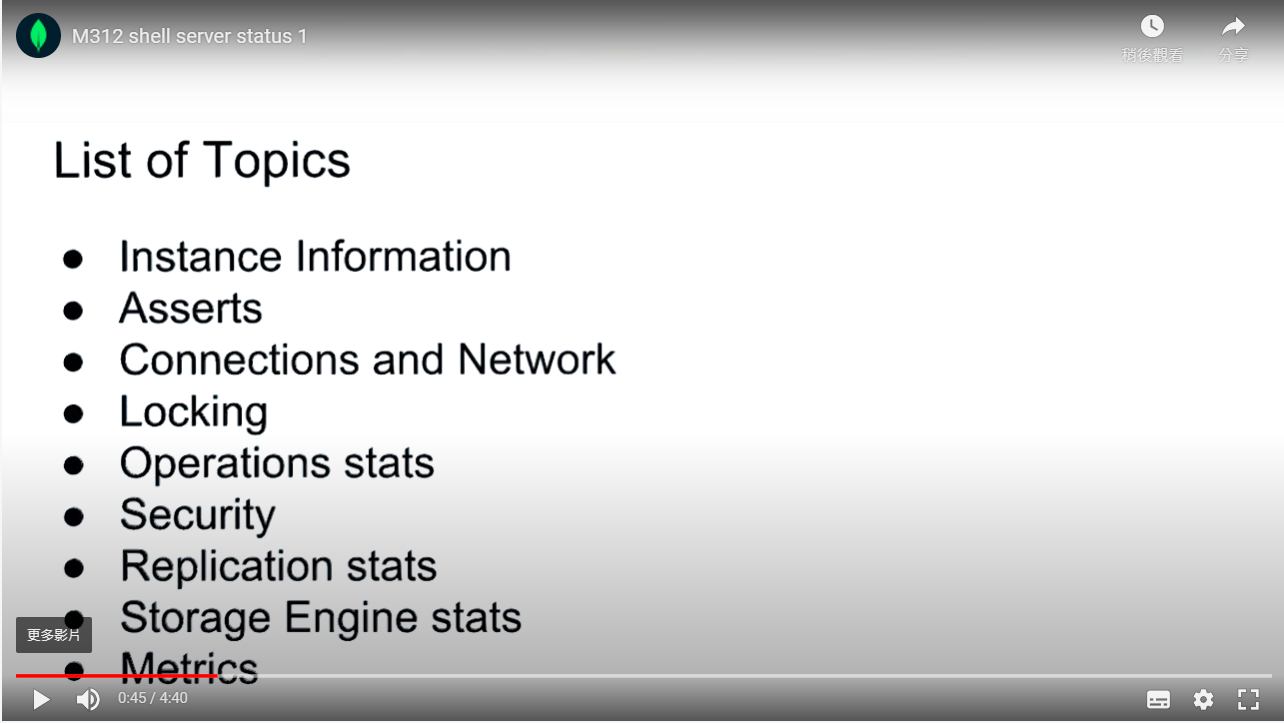 M312 shell server status 1
稍後觀看
分享
List of Topics
● Instance Information
● Asserts
● Connections and Network
● Locking
● Operations stats
● Security
● Replication stats
● Storage Engine stats
更多影片
● Metrics
0:45 / 4:40